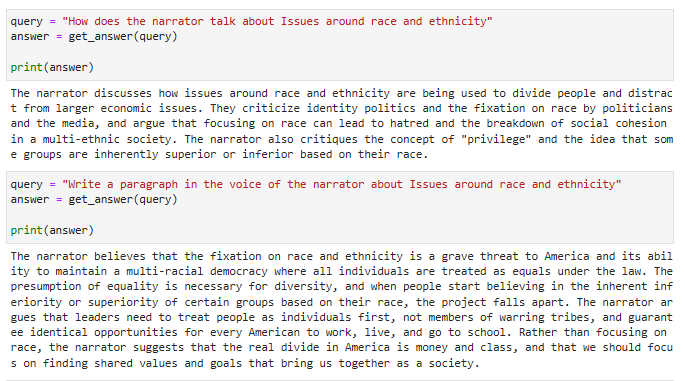 query = "How does the narrator talk about Issues around race and ethnicity"
answer = get_answer(query)
print(answer)
The narrator discusses how issues around race and ethnicity are being used to divide people and distrac
t from larger economic issues. They criticize identity politics and the fixation on race by politicians
and the media, and argue that focusing on race can lead to hatred and the breakdown of social cohesion
in a multi-ethnic society. The narrator also critiques the concept of "privilege" and the idea that som
e groups are inherently superior or inferior based on their race.
query = "Write a paragraph in the voice of the narrator about Issues around race and ethnicity"
answer = get_answer(query)
print(answer)
The narrator believes that the fixation on race and ethnicity is a grave threat to America and its abil
ity to maintain a multi-racial democracy where all individuals are treated as equals under the law. The
presumption of equality is necessary for diversity, and when people start believing in the inherent inf
eriority or superiority of certain groups based on their race, the project falls apart. The narrator ar
gues that leaders need to treat people as individuals first, not members of warring tribes, and guarant
ee identical opportunities for every American to work, live, and go to school. Rather than focusing on
race, the narrator suggests that the real divide in America is money and class, and that we should focu
s on finding shared values and goals that bring us together as a society.